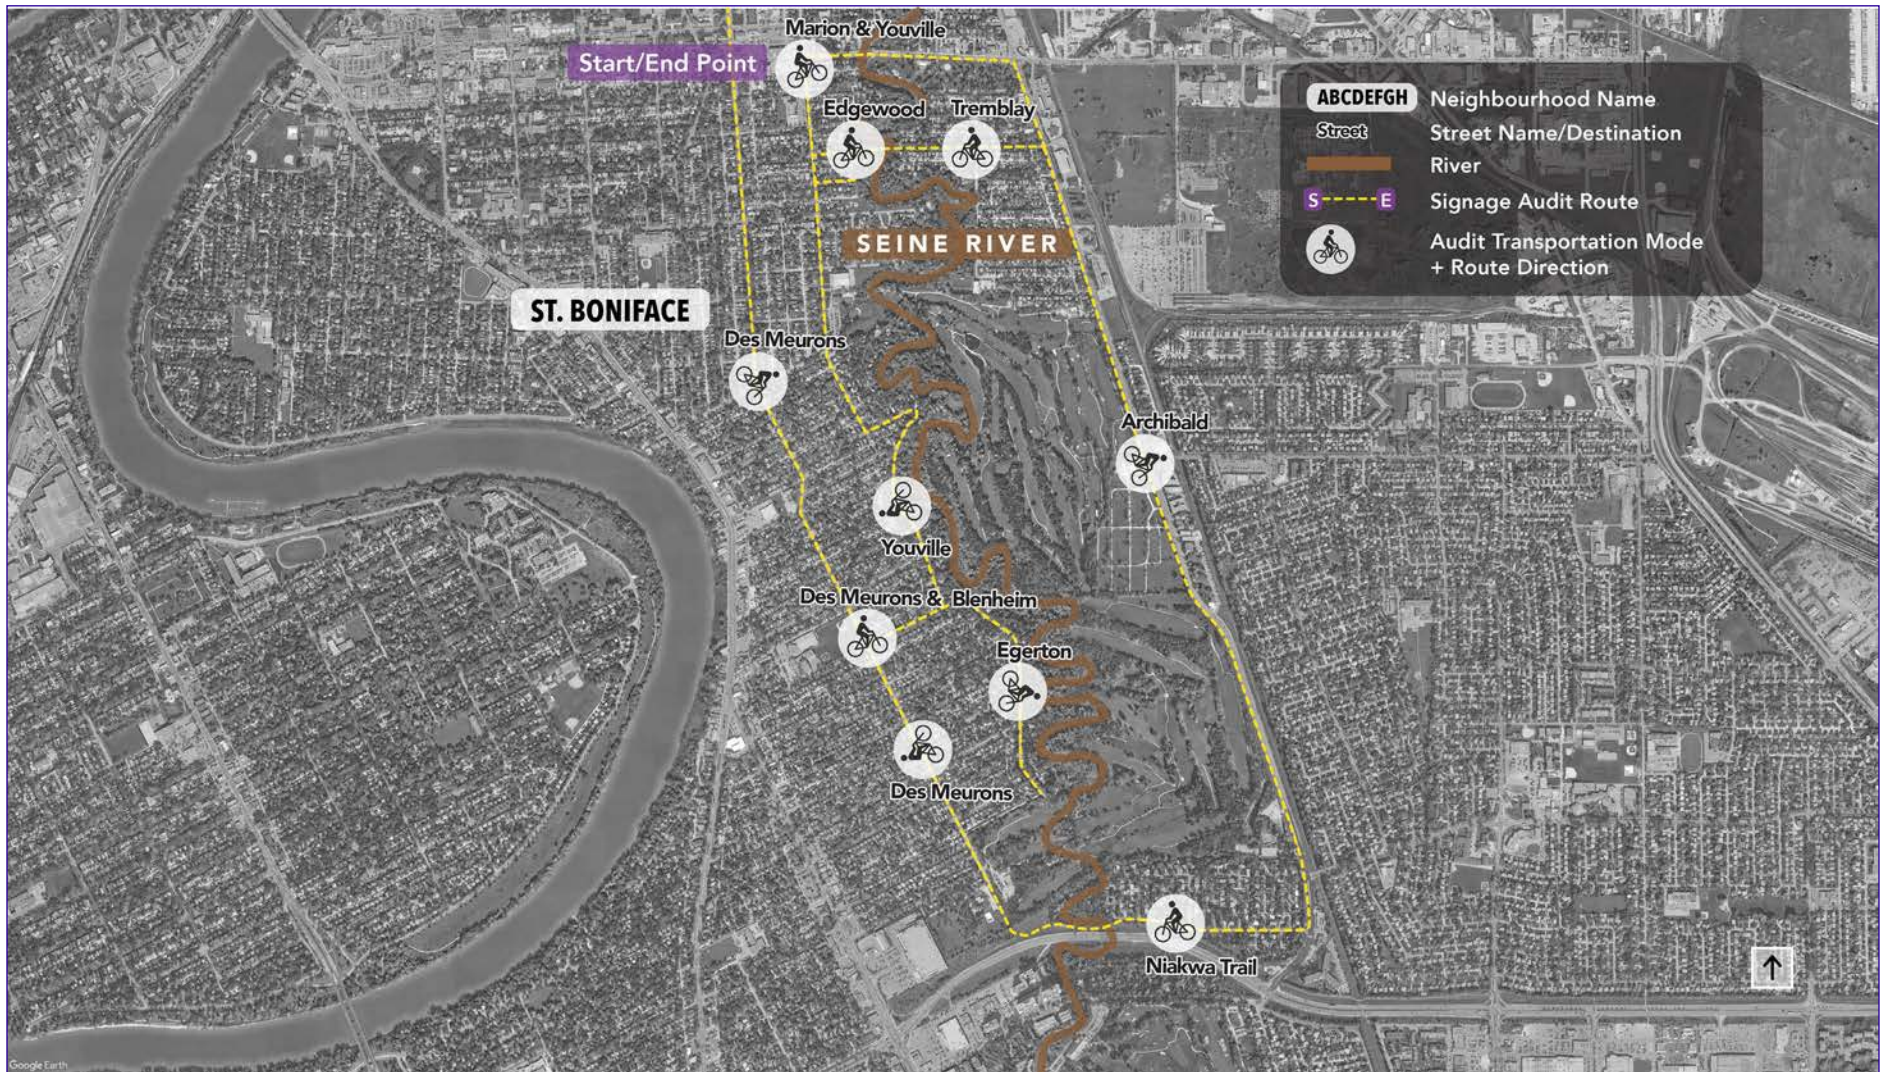 Marion & Youville
Start/End Point
Edgewood
Tremblay
SEINE RIVER
ST. BONIFACE
Des Meurons
Archibald
Youville
Des Meurons & Blenheim
Egerton
Des Meurons
Niakwa Trail
ABCDEFGH Neighbourhood Name
Street Street Name/Destination
River
S E Signage Audit Route
Audit Transportation Mode
+ Route Direction
Google Earth